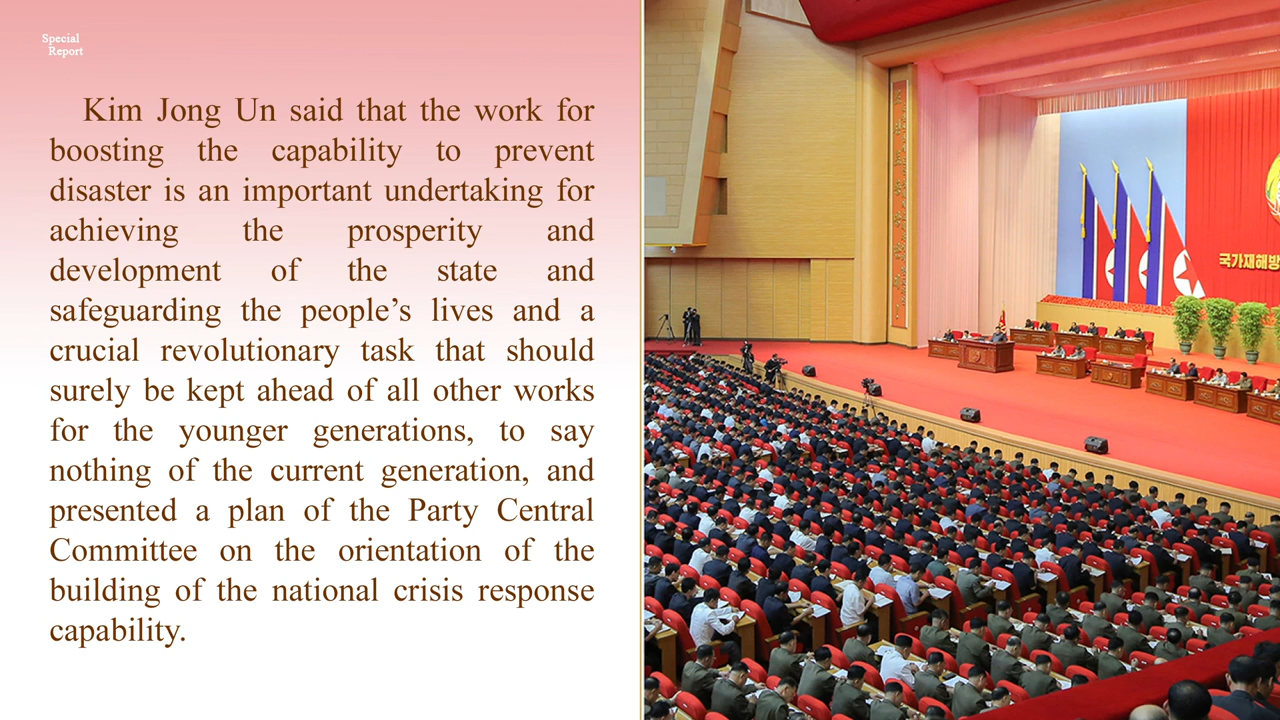 Special
Report
Kim Jong Un said that the work for
boosting the capability to prevent
disaster is an important undertaking for
achieving the prosperity and
development of the state and
safeguarding the people’s lives and a
crucial revolutionary task that should
surely be kept ahead of all other works
for the younger generations, to say
nothing of the current generation, and
presented a plan of the Party Central
Committee on the orientation of the
building of the national crisis response
capability.
국가재해방